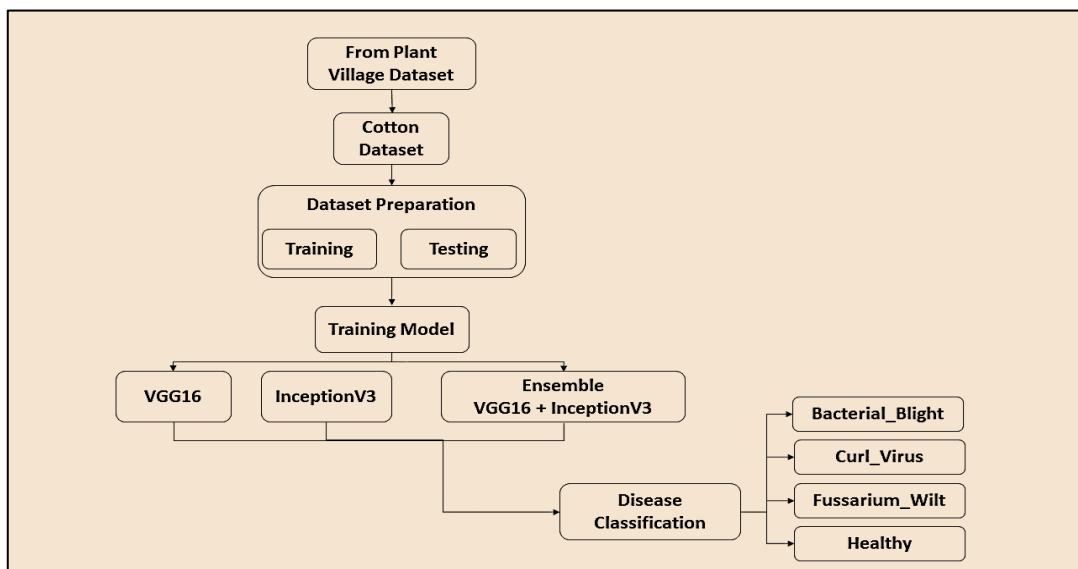 From Plant
Village Dataset
Cotton
Dataset
Dataset Preparation
Training
Testing
Training Model
VGG16
InceptionV3
Ensemble
VGG16 + InceptionV3
Bacterial_Blight
Curl_Virus
Fussarium_Wilt
Healthy
Disease
Classification